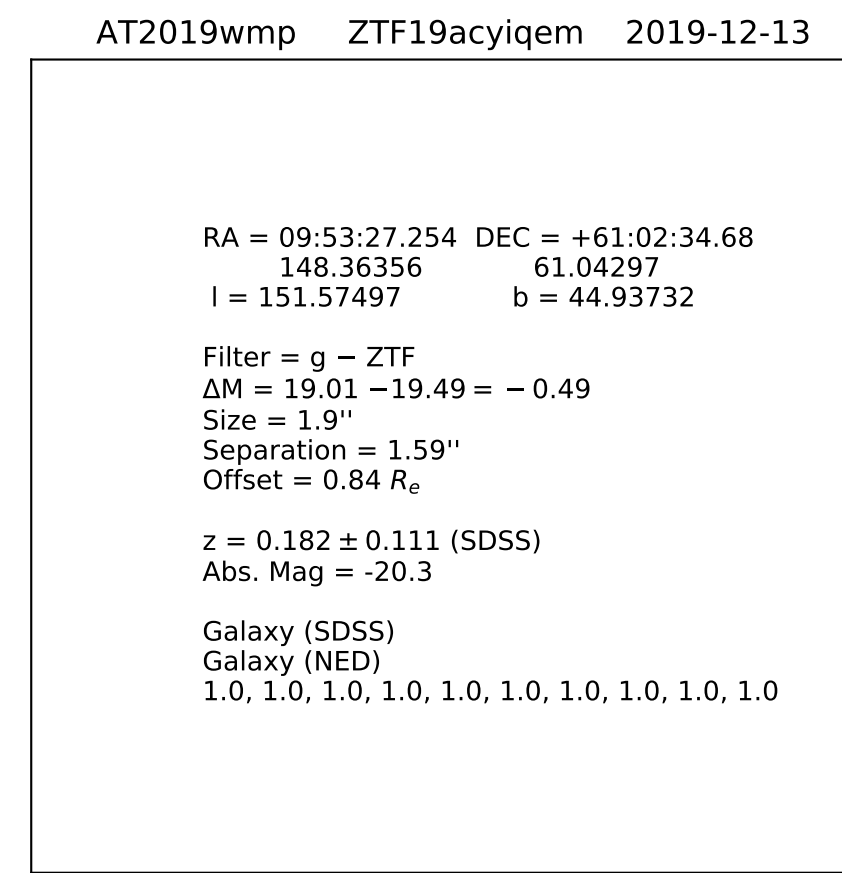 AT2019wmp ZTF19acyiqem 2019-12-13
RA = 09:53:27.254 DEC = +61:02:34.68
148.36356 61.04297
l = 151.57497 b = 44.93732
Filter = g − ZTF
ΔM = 19.01 −19.49 = − 0.49
Size = 1.9''
Separation = 1.59''
Offset = 0.84 Re
z = 0.182 ± 0.111 (SDSS)
Abs. Mag = -20.3
Galaxy (SDSS)
Galaxy (NED)
1.0, 1.0, 1.0, 1.0, 1.0, 1.0, 1.0, 1.0, 1.0, 1.0